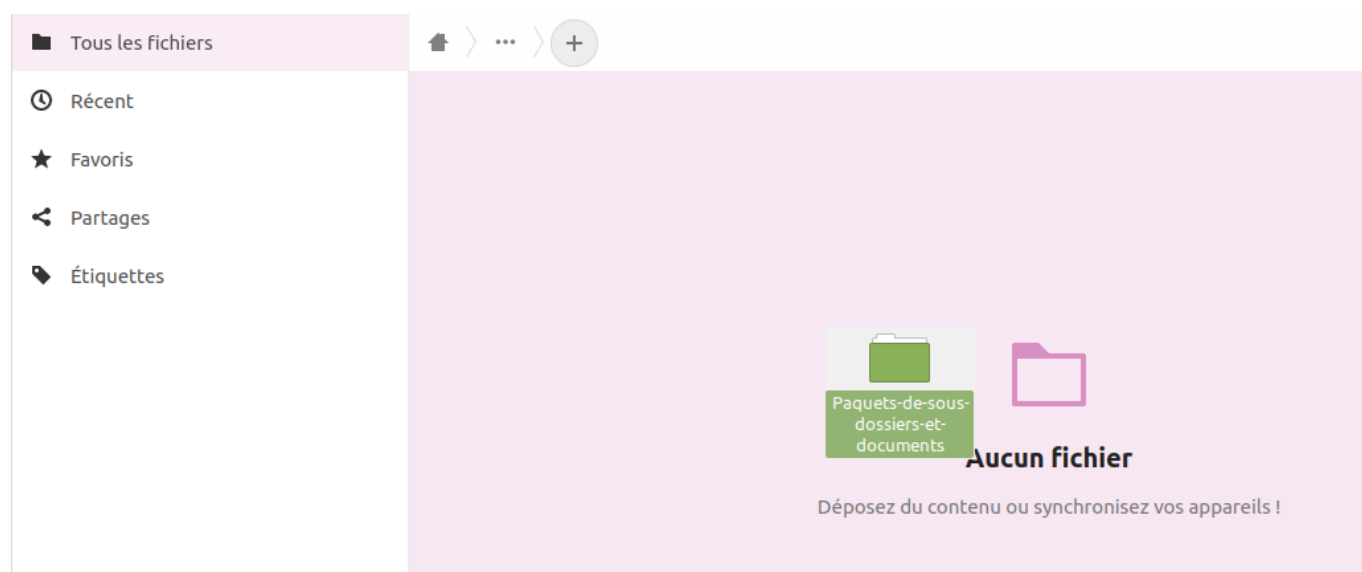 Tous les fichiers
Récent
Favoris
Partages
Étiquettes
Paquets-de-sous-
dossiers-et-
documents
Aucun fichier
Déposez du contenu ou synchronisez vos appareils !